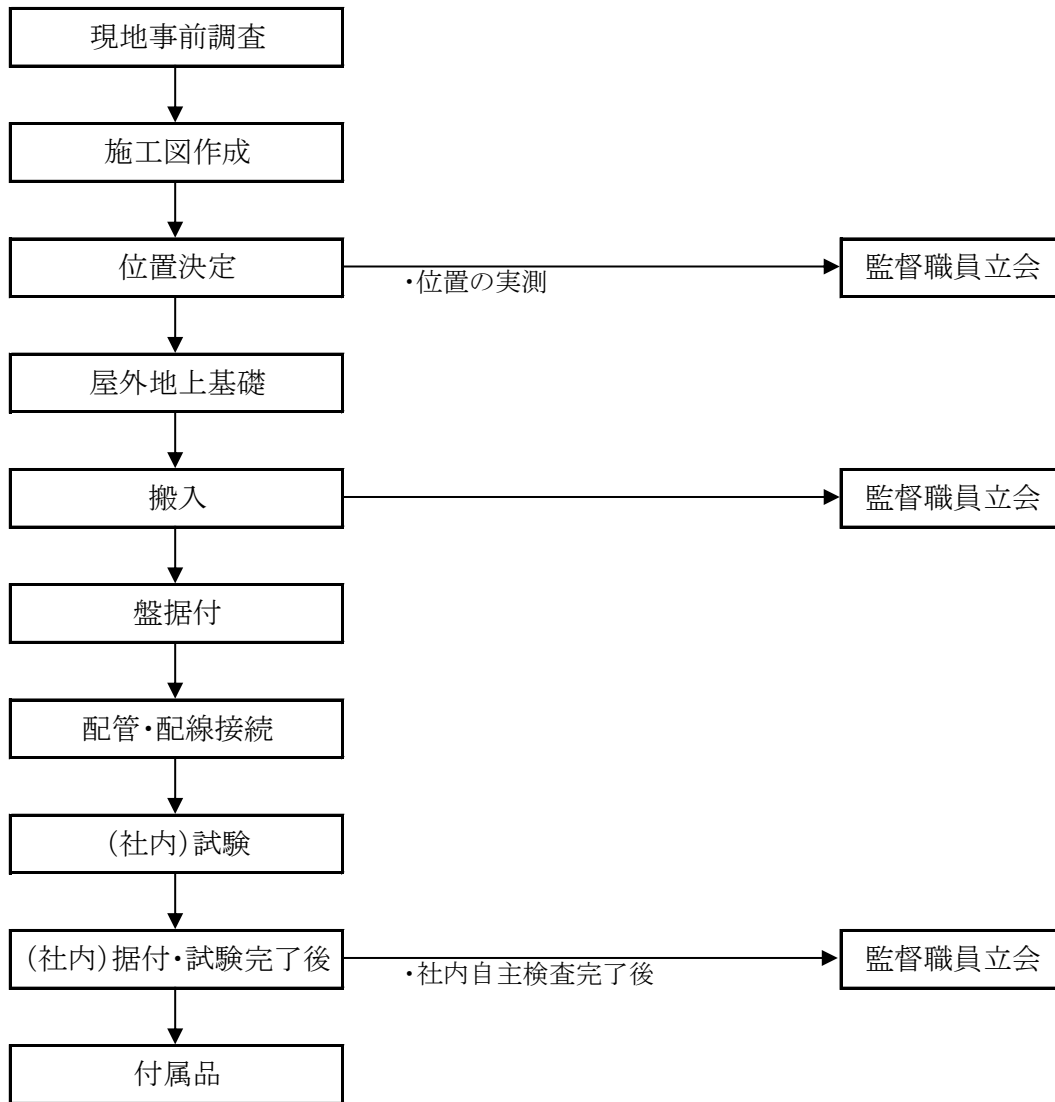 現地事前調査
施工図作成
位置決定
・位置の実測
監督職員立会
屋外地上基礎
搬入
監督職員立会
盤据付
配管・配線接続
(社内)試験
(社内)据付・試験完了後
・社内自主検査完了後
監督職員立会
付属品